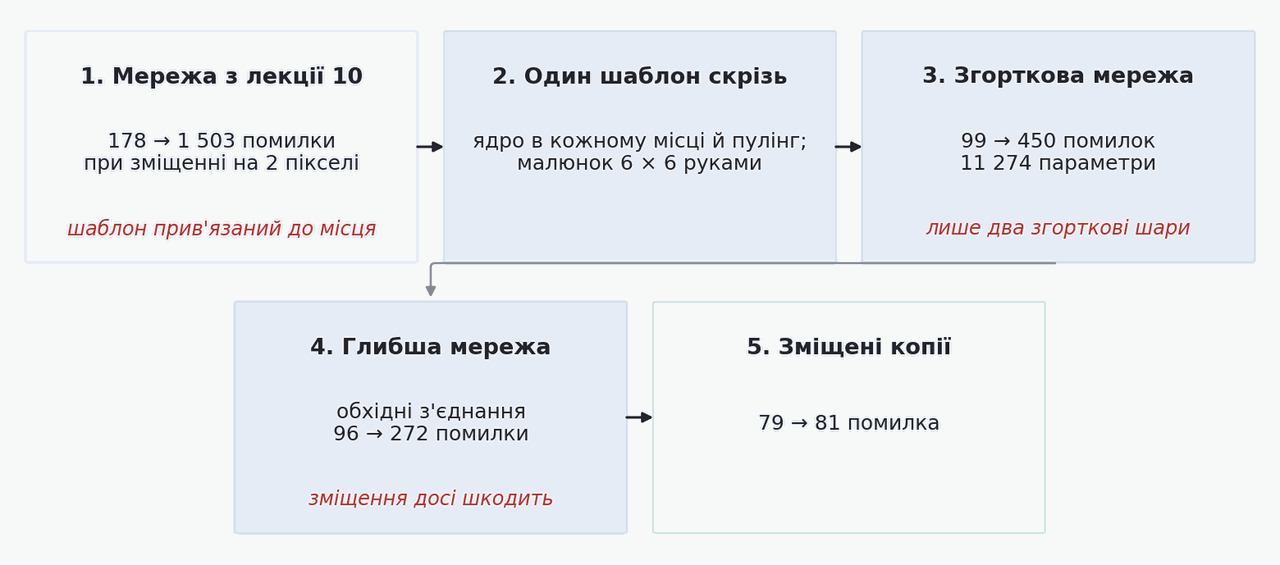 1. Мережа з лекції 10
178 → 1 503 помилки
при зміщенні на 2 пікселі
шаблон прив'язаний до місця
2. Один шаблон скрізь
ядро в кожному місці й пулінг;
малюнок 6 × 6 руками
3. Згорткова мережа
99 → 450 помилок
11 274 параметри
лише два згорткові шари
4. Глибша мережа
обхідні з'єднання
96 → 272 помилки
зміщення досі шкодить
5. Зміщені копії
79 → 81 помилка